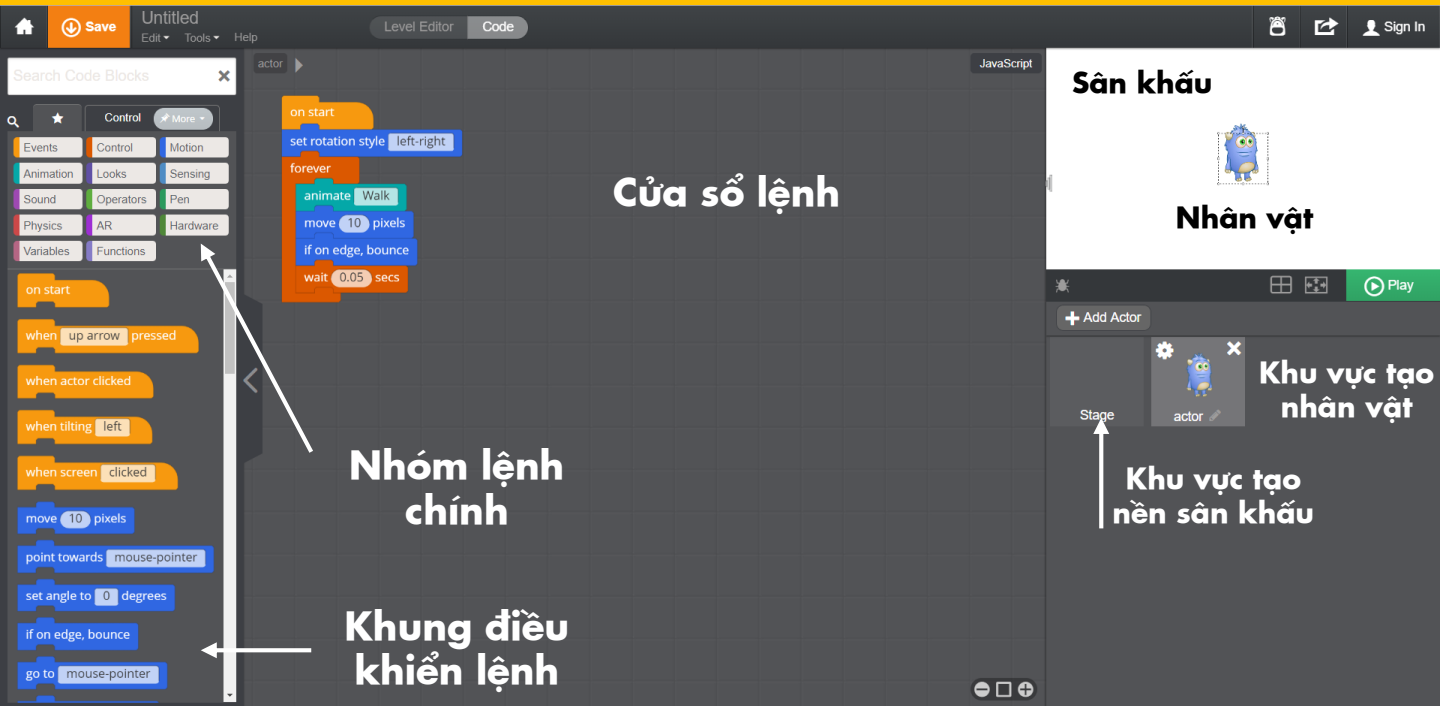 Save
Untitled
Edit Tools Help
Level Editor Code
Sign In
Search Code Blocks
Control More
Events Control Motion
Animation Looks Sensing
Sound Operators Pen
Physics AR Hardware
Variables Functions
on start
when up arrow pressed
when actor clicked
when tilting left
when screen clicked
move 10 pixels
point towards mouse-pointer
set angle to 0 degrees
if on edge, bounce
go to mouse-pointer
actor
JavaScript
on start
set rotation style left-right
forever
animate Walk
move 10 pixels
if on edge, bounce
wait 0.05 secs
Cửa sổ lệnh
Nhóm lệnh
chính
Khung điều
khiển lệnh
Sân khấu
Nhân vật
Play
Add Actor
Stage
actor
Khu vực tạo
nhân vật
Khu vực tạo
nền sân khấu